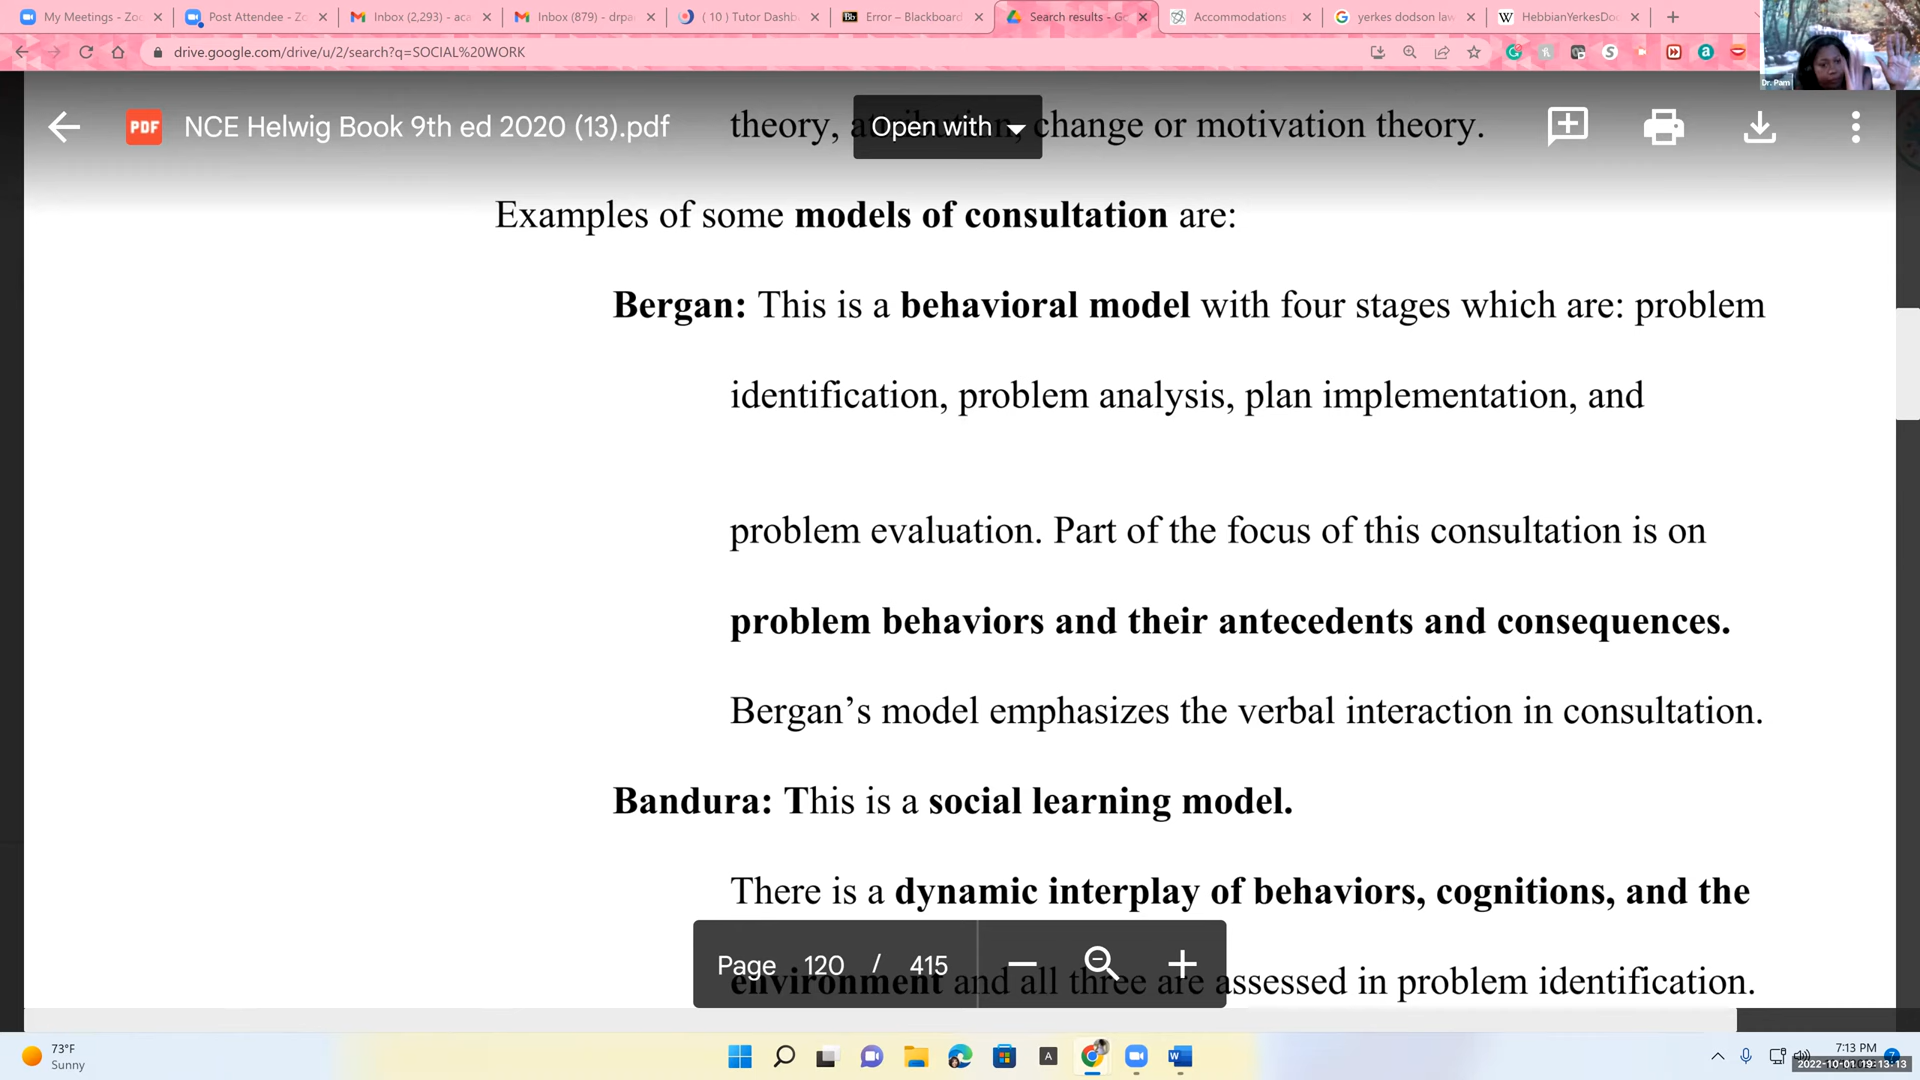 My Meetings - Zoo
Post Attendee - Zo
Inbox (2,293) - aca
Inbox (879) - drpa
( 10 ) Tutor Dashb
Error – Blackboard
Search results - Go
Accommodations
yerkes dodson law
HebbianYerkesDod
drive.google.com/drive/u/2/search?q=SOCIAL%20WORK
Dr. Pam
PDF
NCE Helwig Book 9th ed 2020 (13).pdf
Open with
theory, attribution, change or motivation theory.
Examples of some models of consultation are:
Bergan: This is a behavioral model with four stages which are: problem
identification, problem analysis, plan implementation, and
problem evaluation. Part of the focus of this consultation is on
problem behaviors and their antecedents and consequences.
Bergan’s model emphasizes the verbal interaction in consultation.
Bandura: This is a social learning model.
There is a dynamic interplay of behaviors, cognitions, and the
environment and all three are assessed in problem identification.
Page 120 / 415
73°F
Sunny
7:13 PM
2022-10-01 19:13:13